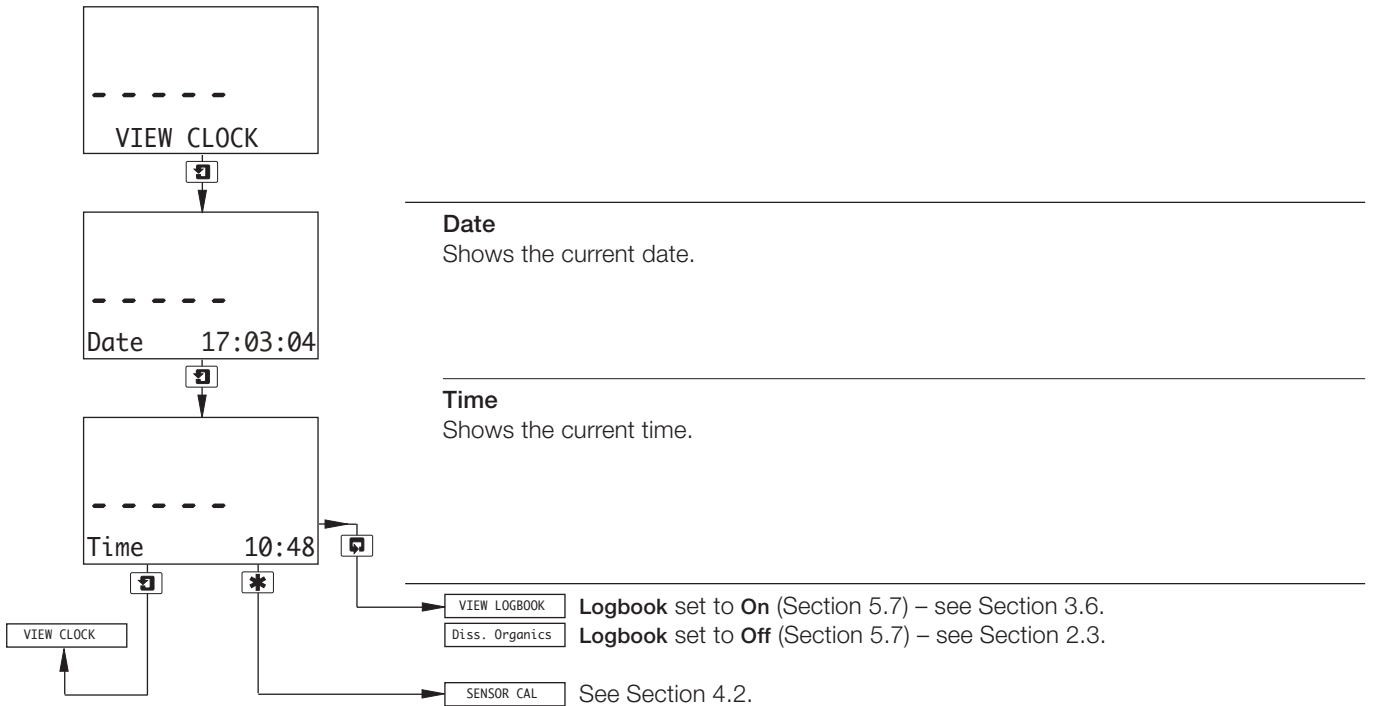 - - - - -
VIEW CLOCK
Date
Shows the current date.
- - - - -
Date 17:03:04
Time
Shows the current time.
- - - - -
Time 10:48
VIEW LOGBOOK Logbook set to On (Section 5.7) – see Section 3.6.
Diss. Organics Logbook set to Off (Section 5.7) – see Section 2.3.
VIEW CLOCK
SENSOR CAL See Section 4.2.